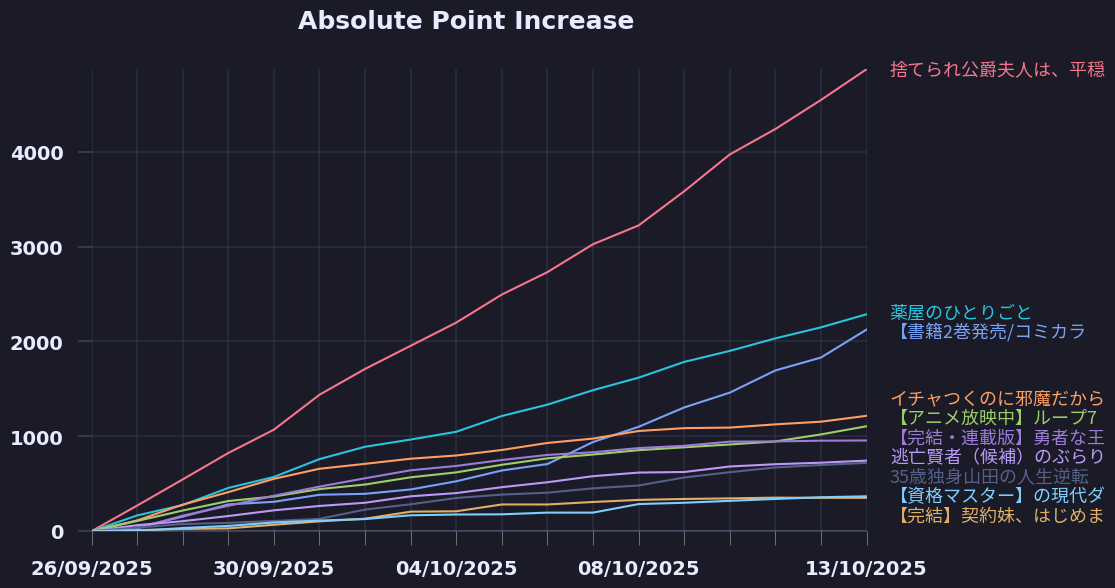 Absolute Point Increase
捨てられ公爵夫人は、平穏
4000
3000
薬屋のひとりごと
2000
【書籍2巻発売/コミカラ
イチャつくのに邪魔だから
【アニメ放映中】ループ7
1000
【完結・連載版】勇者な王
逃亡賢者（候補）のぶらり
35歳独身山田の人生逆転
【資格マスター】の現代ダ
【完結】契約妹、はじめま
0
26/09/2025
30/09/2025
04/10/2025
08/10/2025
13/10/2025